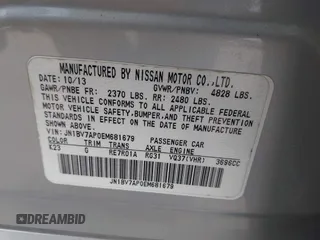 MANUFACTURED BY NISSAN MOTOR CO.,LTD.
DATE: 10/13 GVWR/PNBV: 4828 LBS.
GAWR/PNBE FR: 2370 LBS. RR: 2480 LBS.
THIS VEHICLE CONFORMS TO ALL APPLICABLE FEDERAL
MOTOR VEHICLE SAFETY, BUMPER, AND THEFT PREVENTION
STANDARDS IN EFFECT ON THE DATE OF
MANUFACTURE SHOWN ABOVE.
VIN: JN1BV7AP0EM681679 PASSENGER CAR
COLOR TRIM TRANS AXLE ENGINE
K23 G RE7R01A RG31 VQ37(VHR) 3696CC
JN1BV7AP0EM681679
DREAMBID